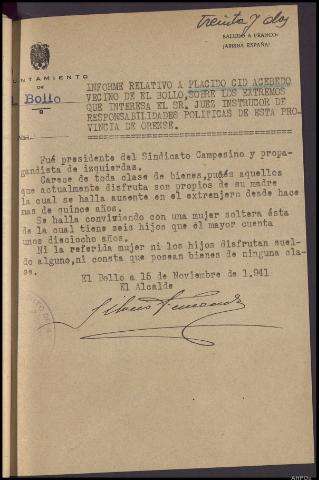 treinta y dos
SALUDO A FRANCO:
¡ARRIBA ESPAÑA!
AYUNTAMIENTO
DE
El Bollo
Núm.
INFORME RELATIVO A PLACIDO CID ACEDEDO
VECINO DE EL BOLLO, SOBRE LOS EXTREMOS
QUE INTERESA EL SR. JUEZ INSTRUDOR DE
RESPONSABILIDADES POLITICAS DE ESTA PRO
VINCIA DE ORENSE.
Fué presidente del Sindicato Campesino y propa-
gandista de izquierdas.
Carece de toda clase de bienes, puès aquellos
que actualmente disfruta son propios de su madre
la cual se halla ausente en el extrenjero desde hace
mas de quince años.
Se halla conviviendo con una mujer soltera ésta
de la cual tiene seis hijos que el mayor cuenta
unos dieciocho años.
Ni la referida mujer ni los hijos disfrutan suel-
do alguno, ni consta que posean bienes de ninguna cla-
se.
El Bollo a 15 de Noviembre de 1.941
El Alcalde